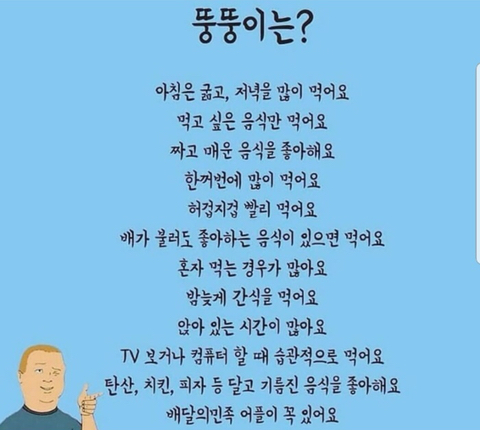 뚱뚱이는?
아침은 굶고, 저녁을 많이 먹어요
먹고 싶은 음식만 먹어요
짜고 매운 음식을 좋아해요
한꺼번에 많이 먹어요
허겁지겁 빨리 먹어요
배가 불러도 좋아하는 음식이 있으면 먹어요
혼자 먹는 경우가 많아요
밤늦게 간식을 먹어요
앉아 있는 시간이 많아요
TV 보거나 컴퓨터 할 때 습관적으로 먹어요
탄산, 치킨, 피자 등 달고 기름진 음식을 좋아해요
배달의민족 어플이 꼭 있어요